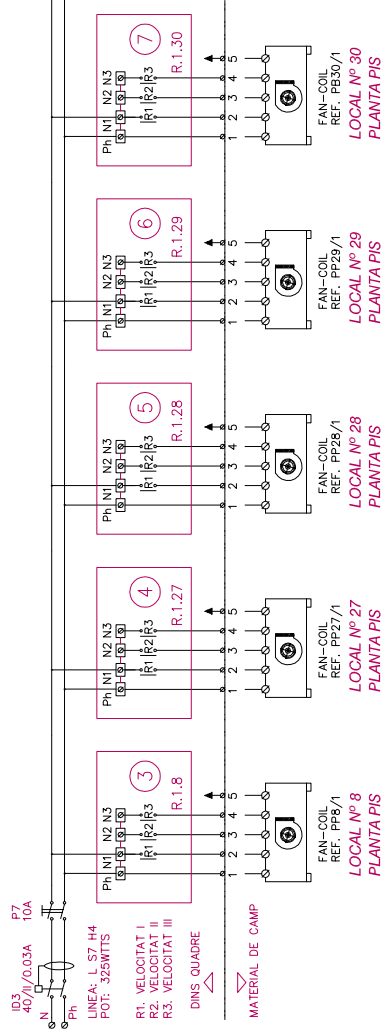 ID3
40/II/0.03A
N
Ph
P7
10A
LINEA: L S7 H4
POT: 325WTTS
R1. VELOCITAT I
R2. VELOCITAT II
R3. VELOCITAT III
DINS QUADRE
MATERIAL DE CAMP
Ph N1 N2 N3
R1 R2 R3
3
R.1.8
1 2 3 4 5
FAN-COIL
REF. PP8/1
LOCAL Nº 8
PLANTA PIS
Ph N1 N2 N3
R1 R2 R3
4
R.1.27
1 2 3 4 5
FAN-COIL
REF. PP27/1
LOCAL Nº 27
PLANTA PIS
Ph N1 N2 N3
R1 R2 R3
5
R.1.28
1 2 3 4 5
FAN-COIL
REF. PP28/1
LOCAL Nº 28
PLANTA PIS
Ph N1 N2 N3
R1 R2 R3
6
R.1.29
1 2 3 4 5
FAN-COIL
REF. PP29/1
LOCAL Nº 29
PLANTA PIS
Ph N1 N2 N3
R1 R2 R3
7
R.1.30
1 2 3 4 5
FAN-COIL
REF. PB30/1
LOCAL Nº 30
PLANTA PIS